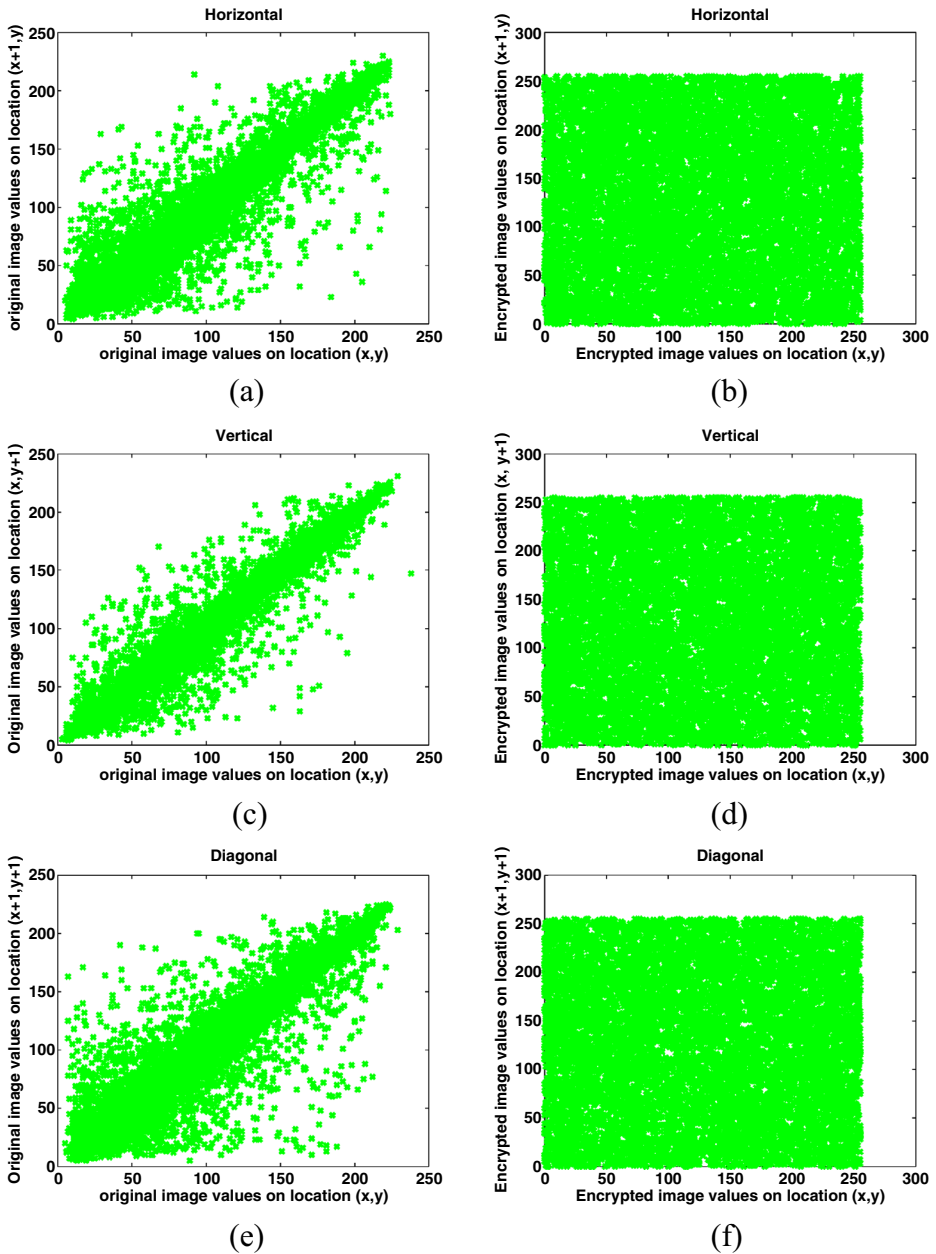 Horizontal
original image values on location (x+1,y)
250
200
150
100
50
0
0 50 100 150 200 250
original image values on location (x,y)
(a)
Horizontal
Encrypted image values on location (x+1,y)
300
250
200
150
100
50
0
0 50 100 150 200 250 300
Encrypted image values on location (x,y)
(b)
Vertical
Original image values on location (x,y+1)
250
200
150
100
50
0
0 50 100 150 200 250
original image values on location (x,y)
(c)
Vertical
Encrypted image values on location (x, y+1)
300
250
200
150
100
50
0
0 50 100 150 200 250 300
Encrypted image values on location (x,y)
(d)
Diagonal
Original image values on location (x+1,y+1)
250
200
150
100
50
0
0 50 100 150 200 250
original image values on location (x,y)
(e)
Diagonal
Encrypted image values on location (x+1,y+1)
300
250
200
150
100
50
0
0 50 100 150 200 250 300
Encrypted image values on location (x,y)
(f)